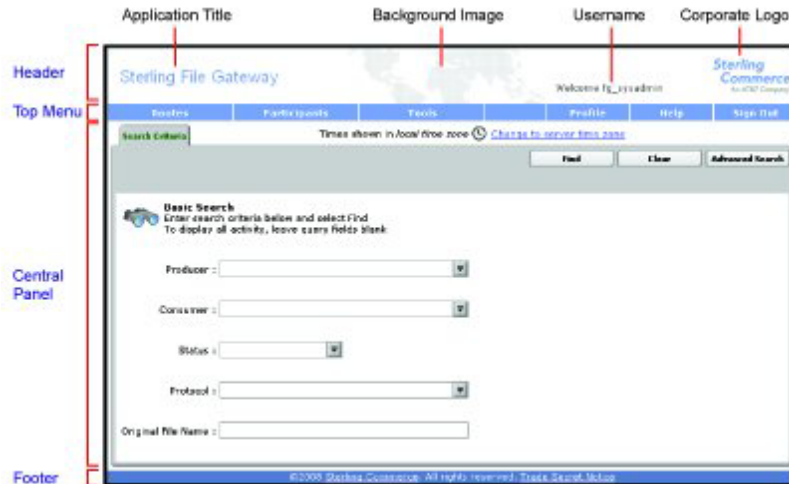 Application Title Background Image Username Corporate Logo
Header
Sterling File Gateway
Welcome fg_sysadmin
Sterling Commerce
An AT&T Company
Top Menu
Routes Participants Tools Profile Help Sign Out
Search Criteria
Times shown in local time zone Change to server time zone
Find Clear Advanced Search
Basic Search
Enter search criteria below and select Find
To display all activity, leave query fields blank
Central Panel
Producer :
Consumer :
Status :
Protocol :
Original File Name :
Footer
©2008 Sterling Commerce. All rights reserved. Trade Secret Notice